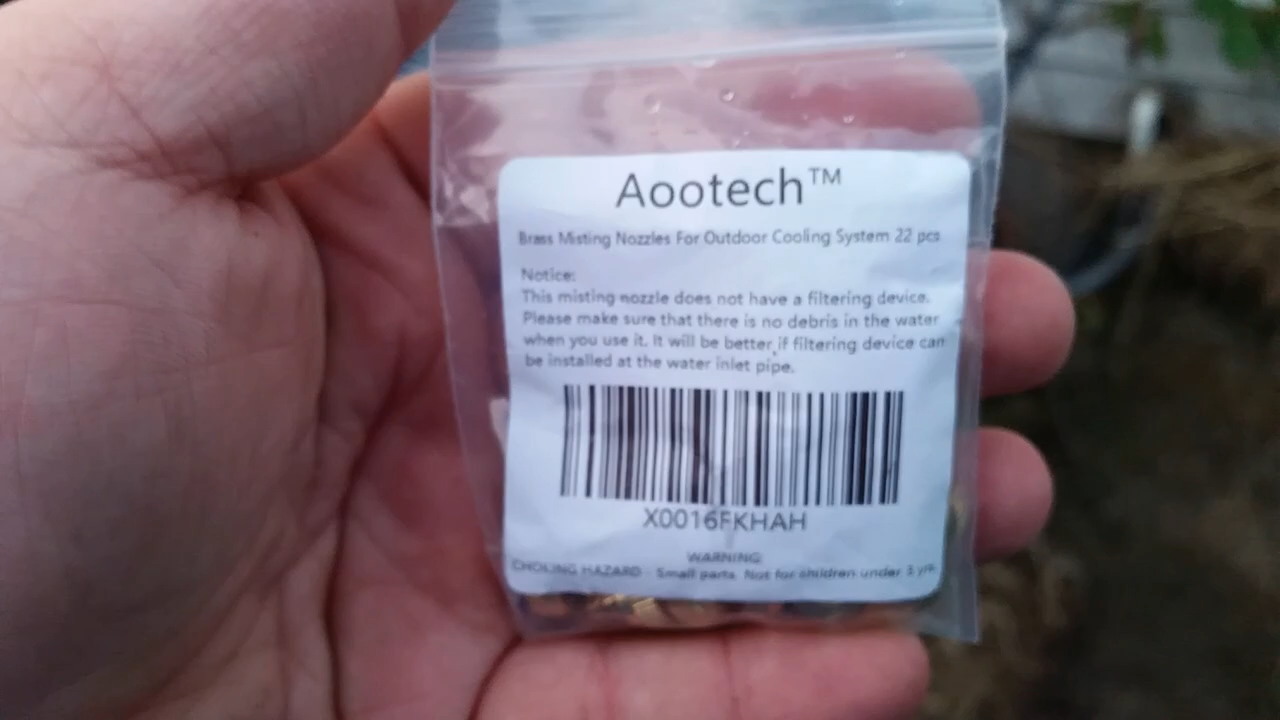 Aootech™
Brass Misting Nozzles For Outdoor Cooling System 22 pcs
Notice:
This misting nozzle does not have a filtering device.
Please make sure that there is no debris in the water
when you use it. It will be better, if filtering device can
be installed at the water inlet pipe.
X0016FKHAH
WARNING:
HAZARD Small parts. Not for children under 3